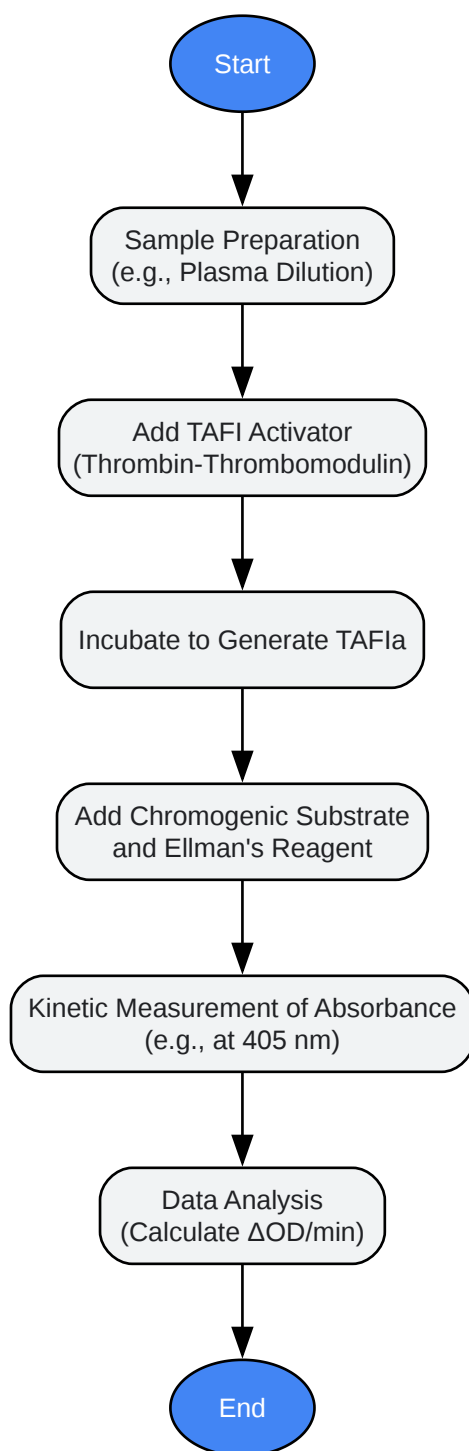 Start
Sample Preparation
(e.g., Plasma Dilution)
Add TAFI Activator
(Thrombin-Thrombomodulin)
Incubate to Generate TAFIa
Add Chromogenic Substrate
and Ellman's Reagent
Kinetic Measurement of Absorbance
(e.g., at 405 nm)
Data Analysis
(Calculate ΔOD/min)
End